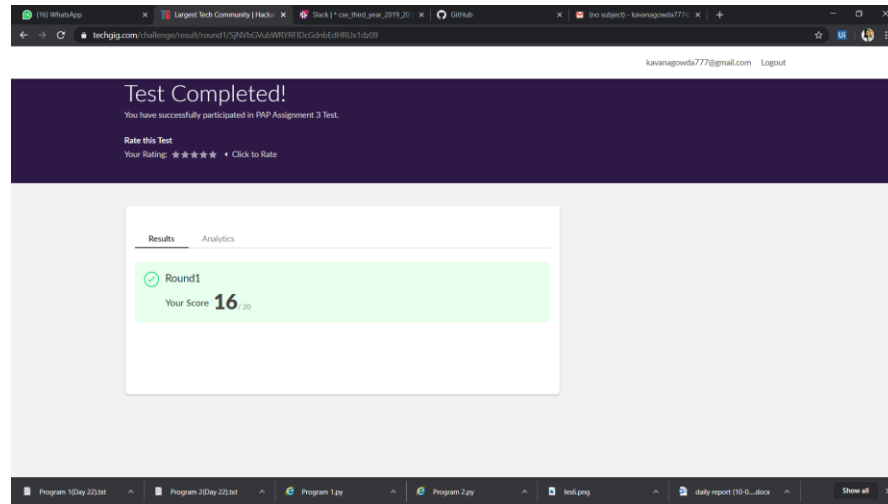 (16) WhatsApp
Largest Tech Community | Hacka
Slack | * cse_third_year_2019_20
GitHub
(no subject) - kavanagowda777@
techgig.com/challenge/result/round1/
kavanagowda777@gmail.com Logout
Test Completed!
You have successfully participated in PAP Assignment 3 Test.
Rate this Test
Your Rating: Click to Rate
Results Analytics
Round1
Your Score 16 / 20
Program 1(Day 22).txt
Program 2(Day 22).txt
Program 1.py
Program 2.py
test6.png
daily report (10-0....docx
Show all